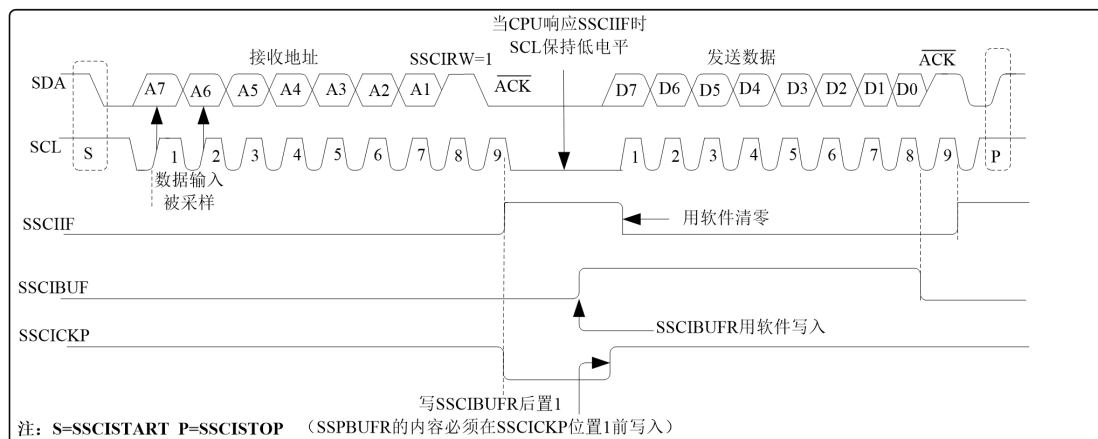 当CPU响应SSCIIF时
SCL保持低电平
接收地址
SSCIRW=1
发送数据
SDA
A7 A6 A5 A4 A3 A2 A1
ACK
D7 D6 D5 D4 D3 D2 D1 D0
ACK
SCL
S
1 2 3 4 5 6 7 8 9
1 2 3 4 5 6 7 8 9
P
数据输入
被采样
SSCIIF
用软件清零
SSCIBUF
SSCIBUFR用软件写入
SSCICKP
写SSCIBUFR后置1
注：S=SSCISTART P=SSCISTOP （SSPBUFR的内容必须在SSCICKP位置1前写入）